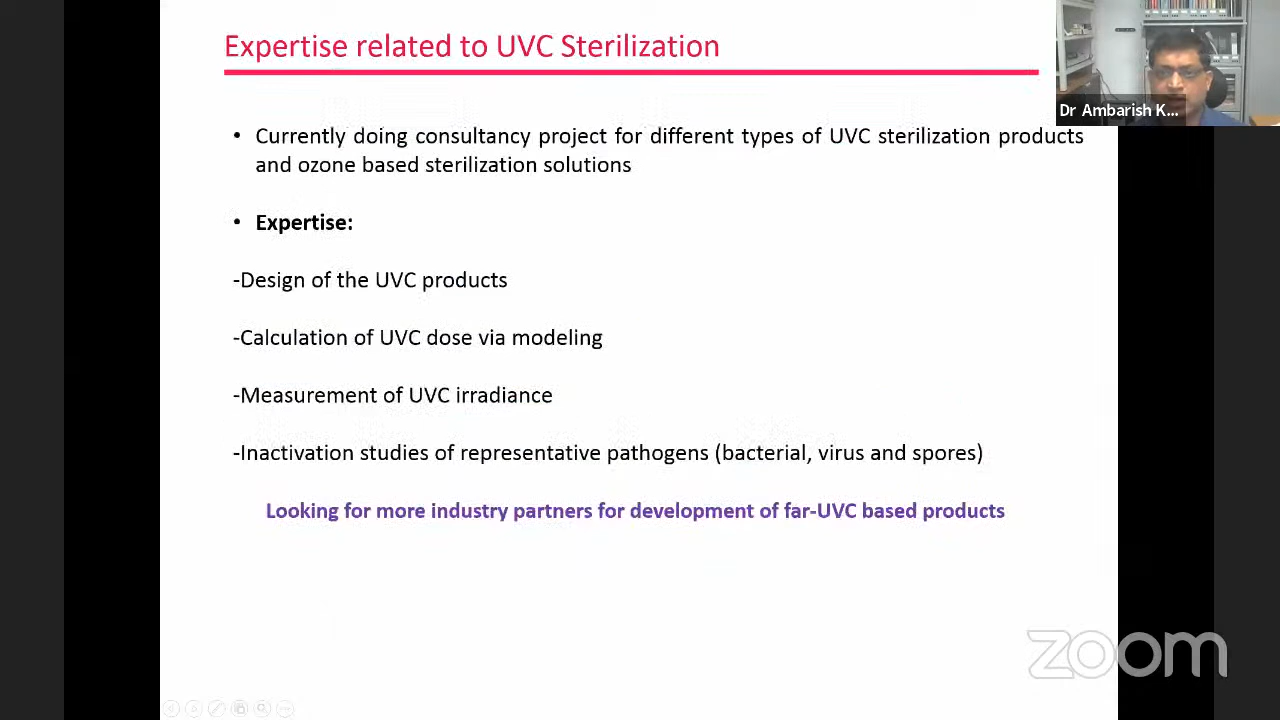 Expertise related to UVC Sterilization
Dr Ambarish K...
• Currently doing consultancy project for different types of UVC sterilization products
and ozone based sterilization solutions
• Expertise:
-Design of the UVC products
-Calculation of UVC dose via modeling
-Measurement of UVC irradiance
-Inactivation studies of representative pathogens (bacterial, virus and spores)
Looking for more industry partners for development of far-UVC based products
zoom